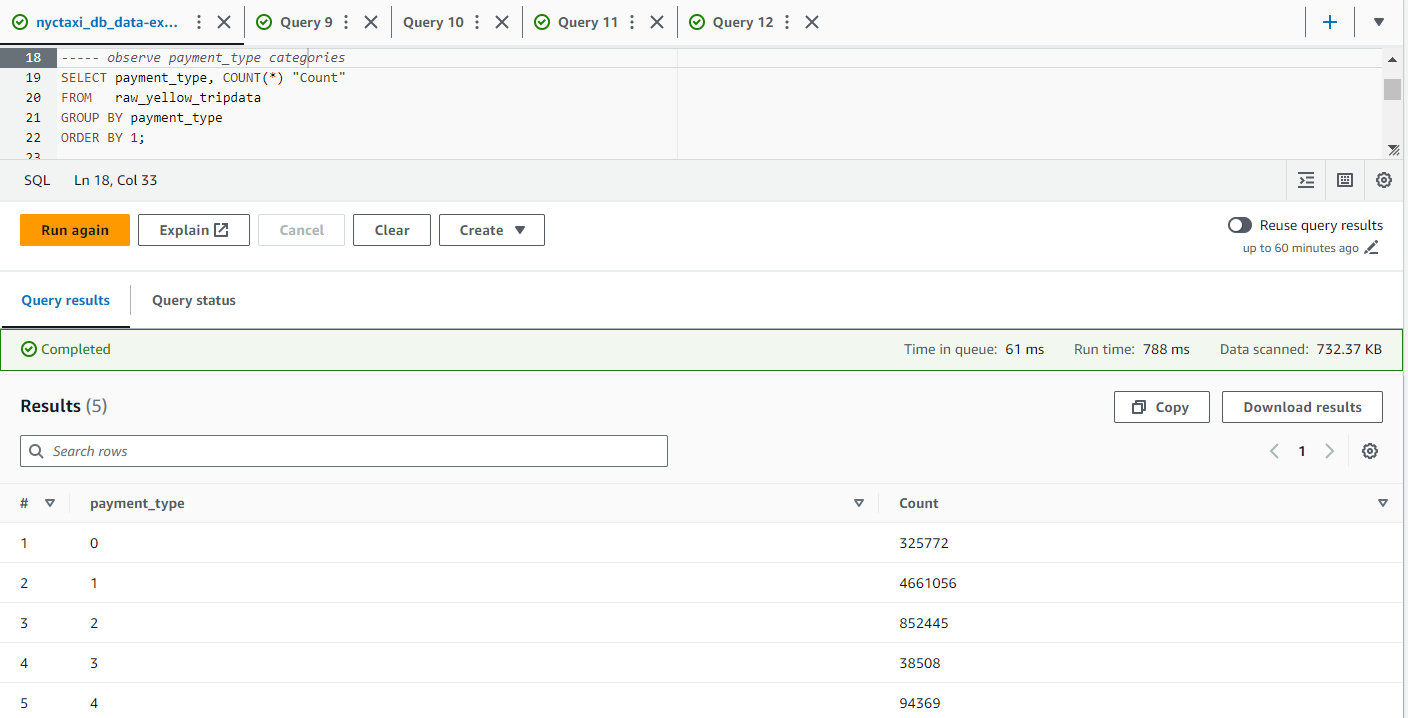 nyctaxi_db_data-ex... Query 9 Query 10 Query 11 Query 12
18 ----- observe payment_type categories
19 SELECT payment_type, COUNT(*) "Count"
20 FROM raw_yellow_tripdata
21 GROUP BY payment_type
22 ORDER BY 1;
23
SQL Ln 18, Col 33
Run again Explain Cancel Clear Create
Reuse query results
up to 60 minutes ago
Query results Query status
Completed Time in queue: 61 ms Run time: 788 ms Data scanned: 732.37 KB
Results (5) Copy Download results
Search rows 1
# payment_type Count
1 0 325772
2 1 4661056
3 2 852445
4 3 38508
5 4 94369